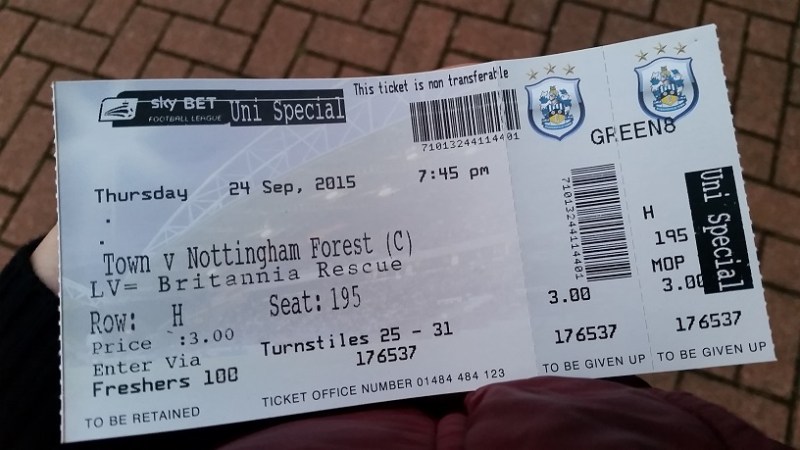 sky BET
FOOTBALL LEAGUE
Uni Special
This ticket is non transferable
71013244114401
Thursday 24 Sep, 2015 7:45 pm
.
.
Town v Nottingham Forest (C)
LV= Britannia Rescue
Row: H Seat: 195
Price `:3.00
Enter Via Turnstiles 25 - 31
Freshers 100 176537
TICKET OFFICE NUMBER 01484 484 123
TO BE RETAINED
GREEN8
71013244114401
3.00
176537
TO BE GIVEN UP
H
195
MOP
3.00
Uni Special
176537
TO BE GIVEN UP